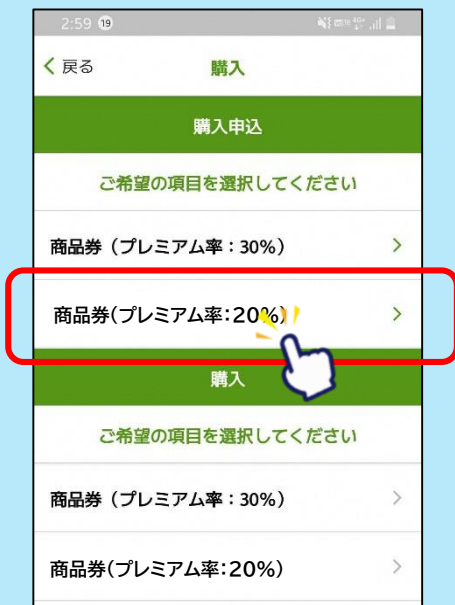 2:59 19
戻る 購入
購入申込
ご希望の項目を選択してください
商品券（プレミアム率：30%）
商品券(プレミアム率:20%)
購入
ご希望の項目を選択してください
商品券（プレミアム率：30%）
商品券(プレミアム率:20%)